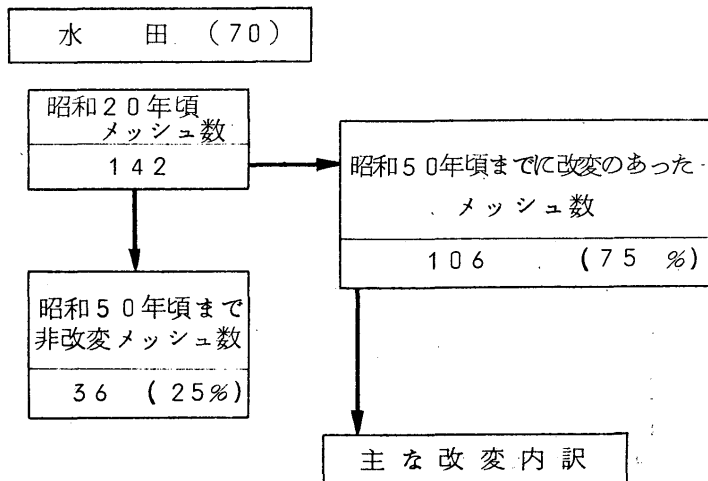 水田(70)
昭和20年頃
メッシュ数
142
昭和50年頃までに改変のあった
メッシュ数
106 (75%)
昭和50年頃まで
非改変メッシュ数
36 (25%)
主な改変内訳